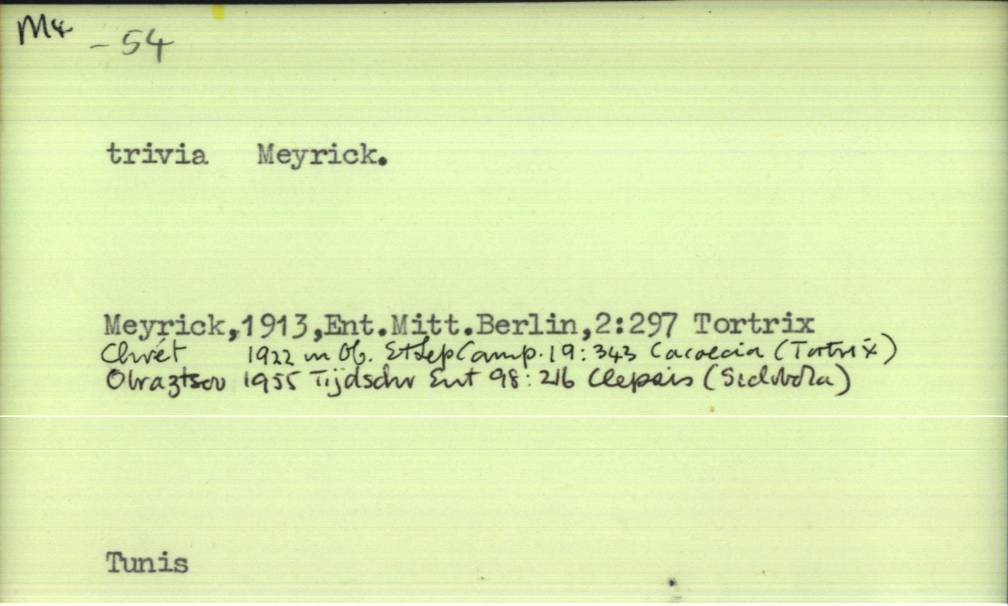 M4
-54
trivia Meyrick.
Meyrick,1913,Ent.Mitt.Berlin,2:297 Tortrix
Chrét 1922 in Ob. Et Lep Comp. 19: 343 Cacoecia (Tortrix)
Obraztsov 1955 Tijdschr Ent 98: 216 Clepsis (Siclobola)
Tunis